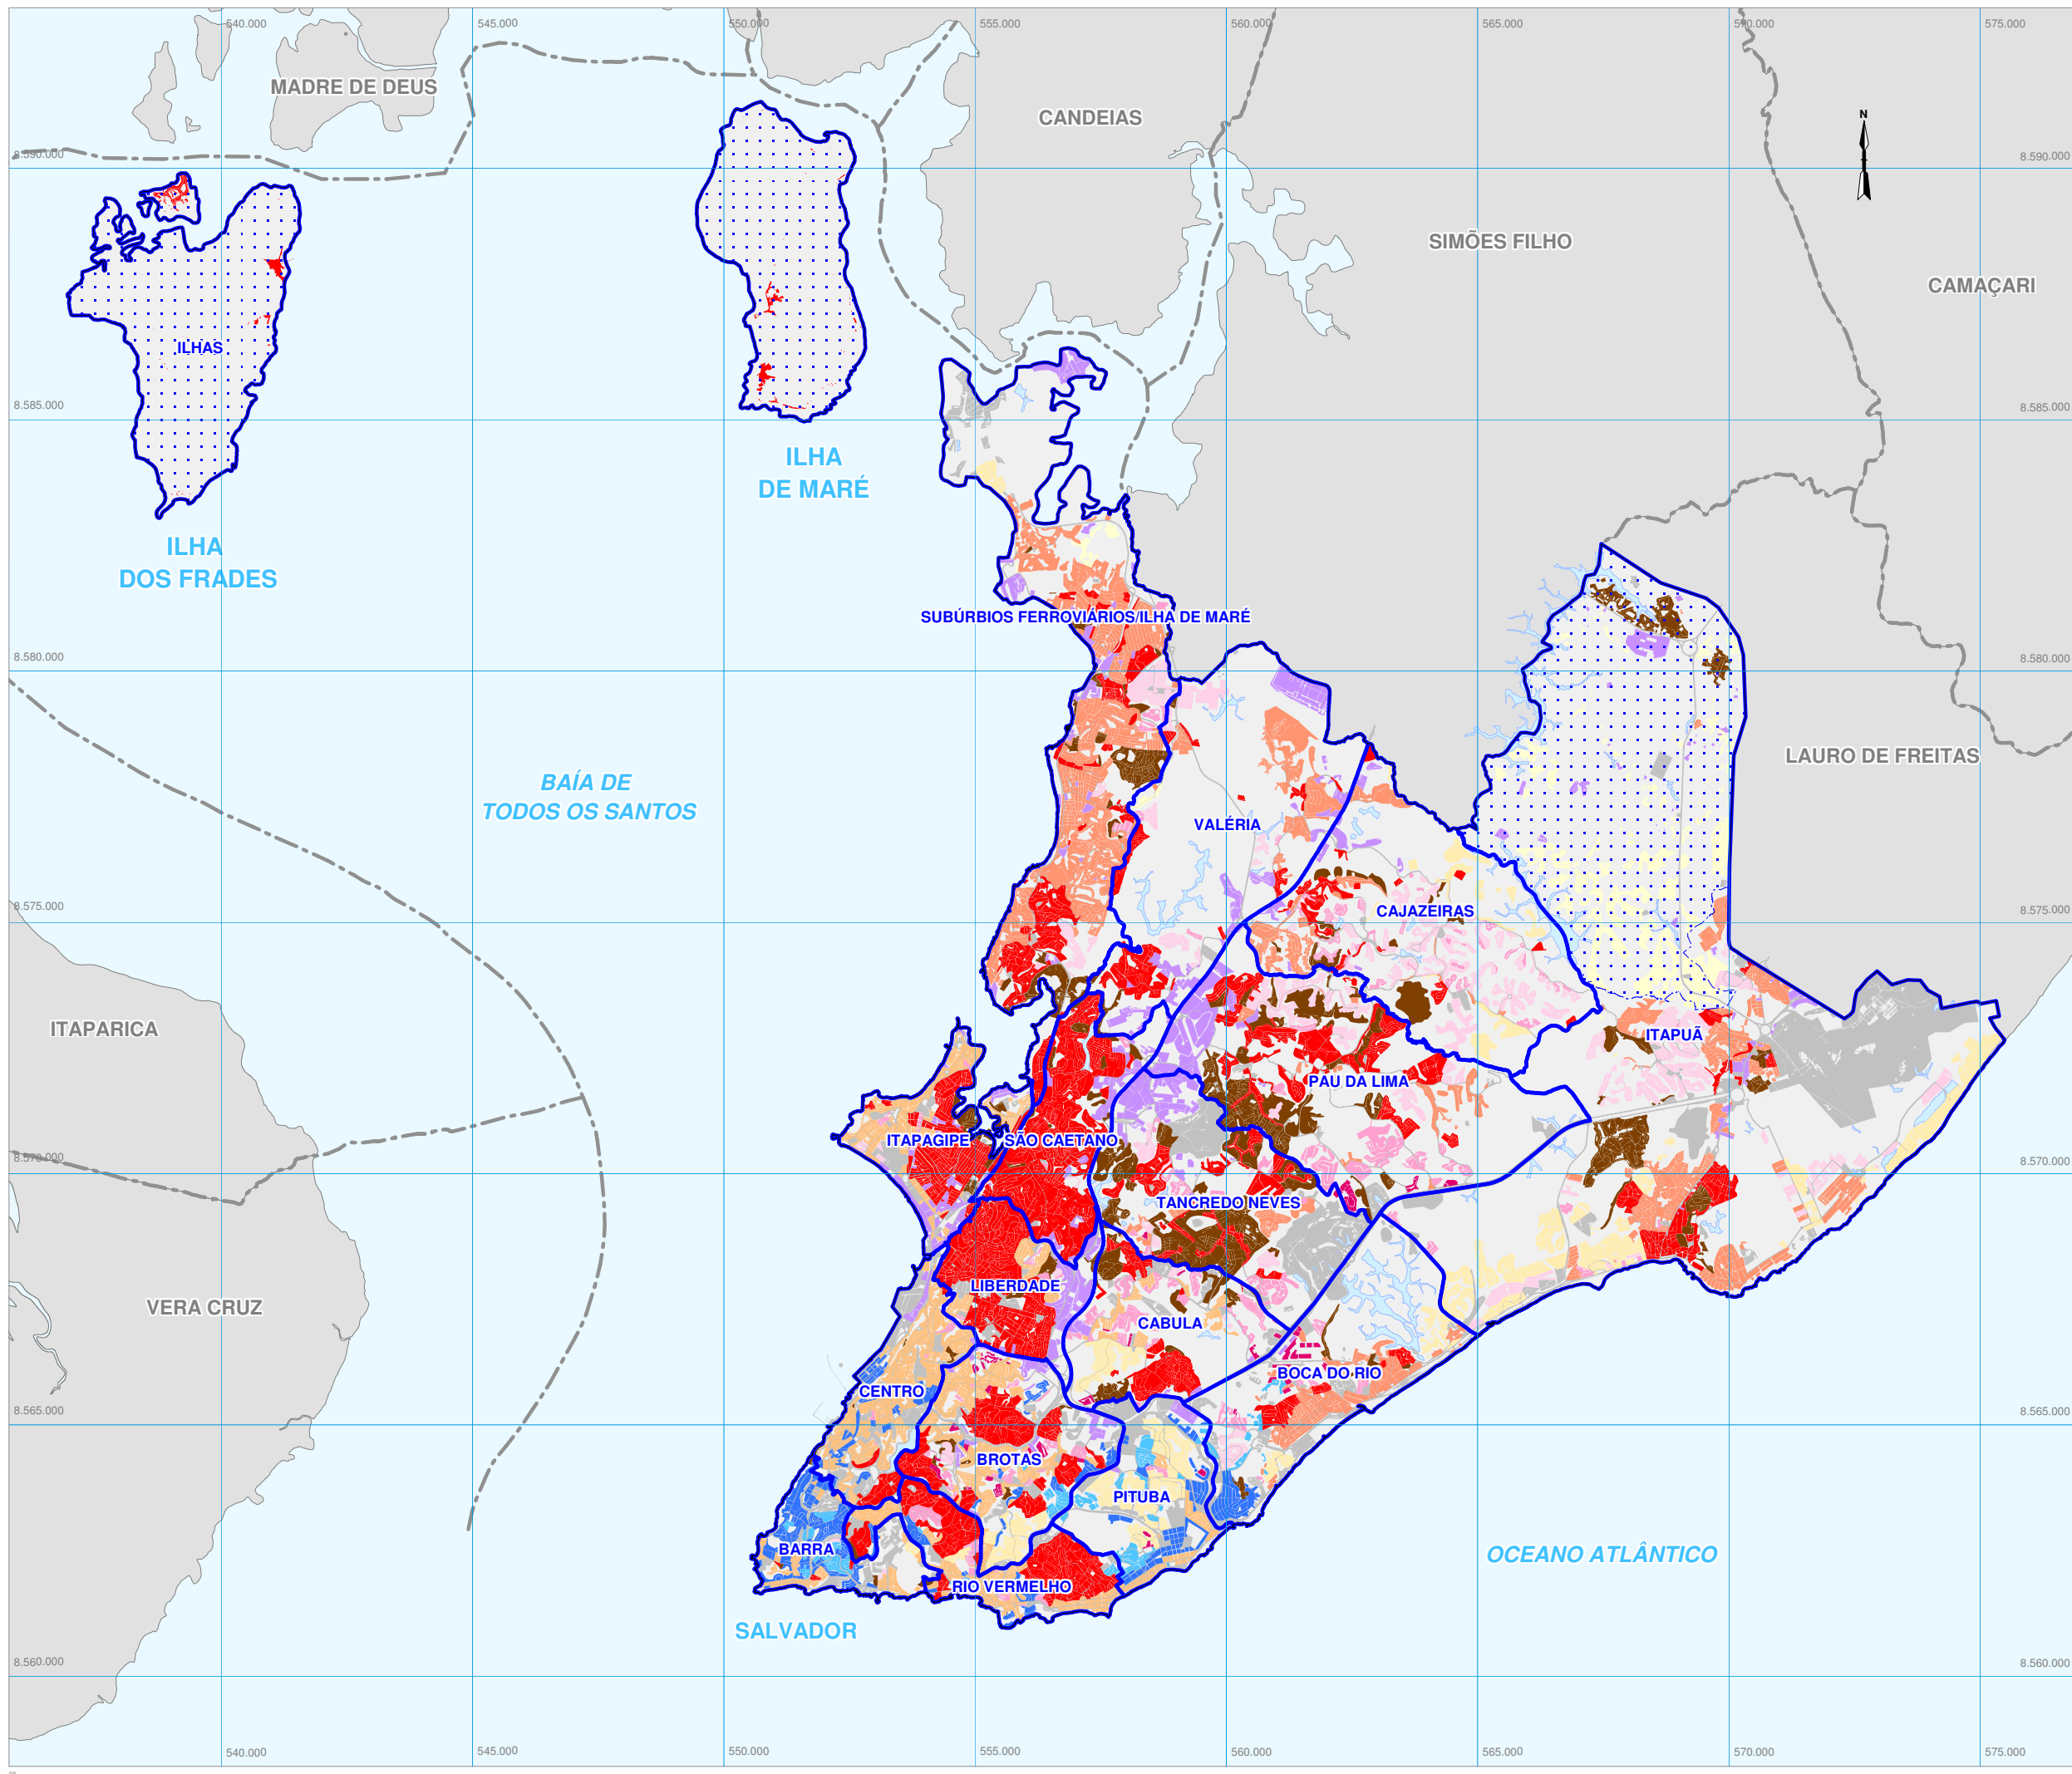 540.000
545.000
550.000
555.000
560.000
565.000
570.000
575.000
MADRE DE DEUS
CANDEIAS
N
8.590.000
8.590.000
SIMÕES FILHO
CAMAÇARI
ILHAS
8.585.000
8.585.000
ILHA
DE MARÉ
ILHA
DOS FRADES
SUBÚRBIOS FERROVIÁRIOS/ILHA DE MARÉ
8.580.000
8.580.000
LAURO DE FREITAS
BAÍA DE
TODOS OS SANTOS
VALÉRIA
8.575.000
8.575.000
CAJAZEIRAS
ITAPARICA
ITAPUÃ
PAU DA LIMA
ITAPAGIPE
SÃO CAETANO
8.570.000
8.570.000
TANCREDO NEVES
LIBERDADE
VERA CRUZ
CABULA
BOCA DO RIO
CENTRO
8.565.000
8.565.000
BROTAS
PITUBA
BARRA
OCEANO ATLÂNTICO
RIO VERMELHO
SALVADOR
8.560.000
8.560.000
540.000
545.000
550.000
555.000
560.000
565.000
570.000
575.000